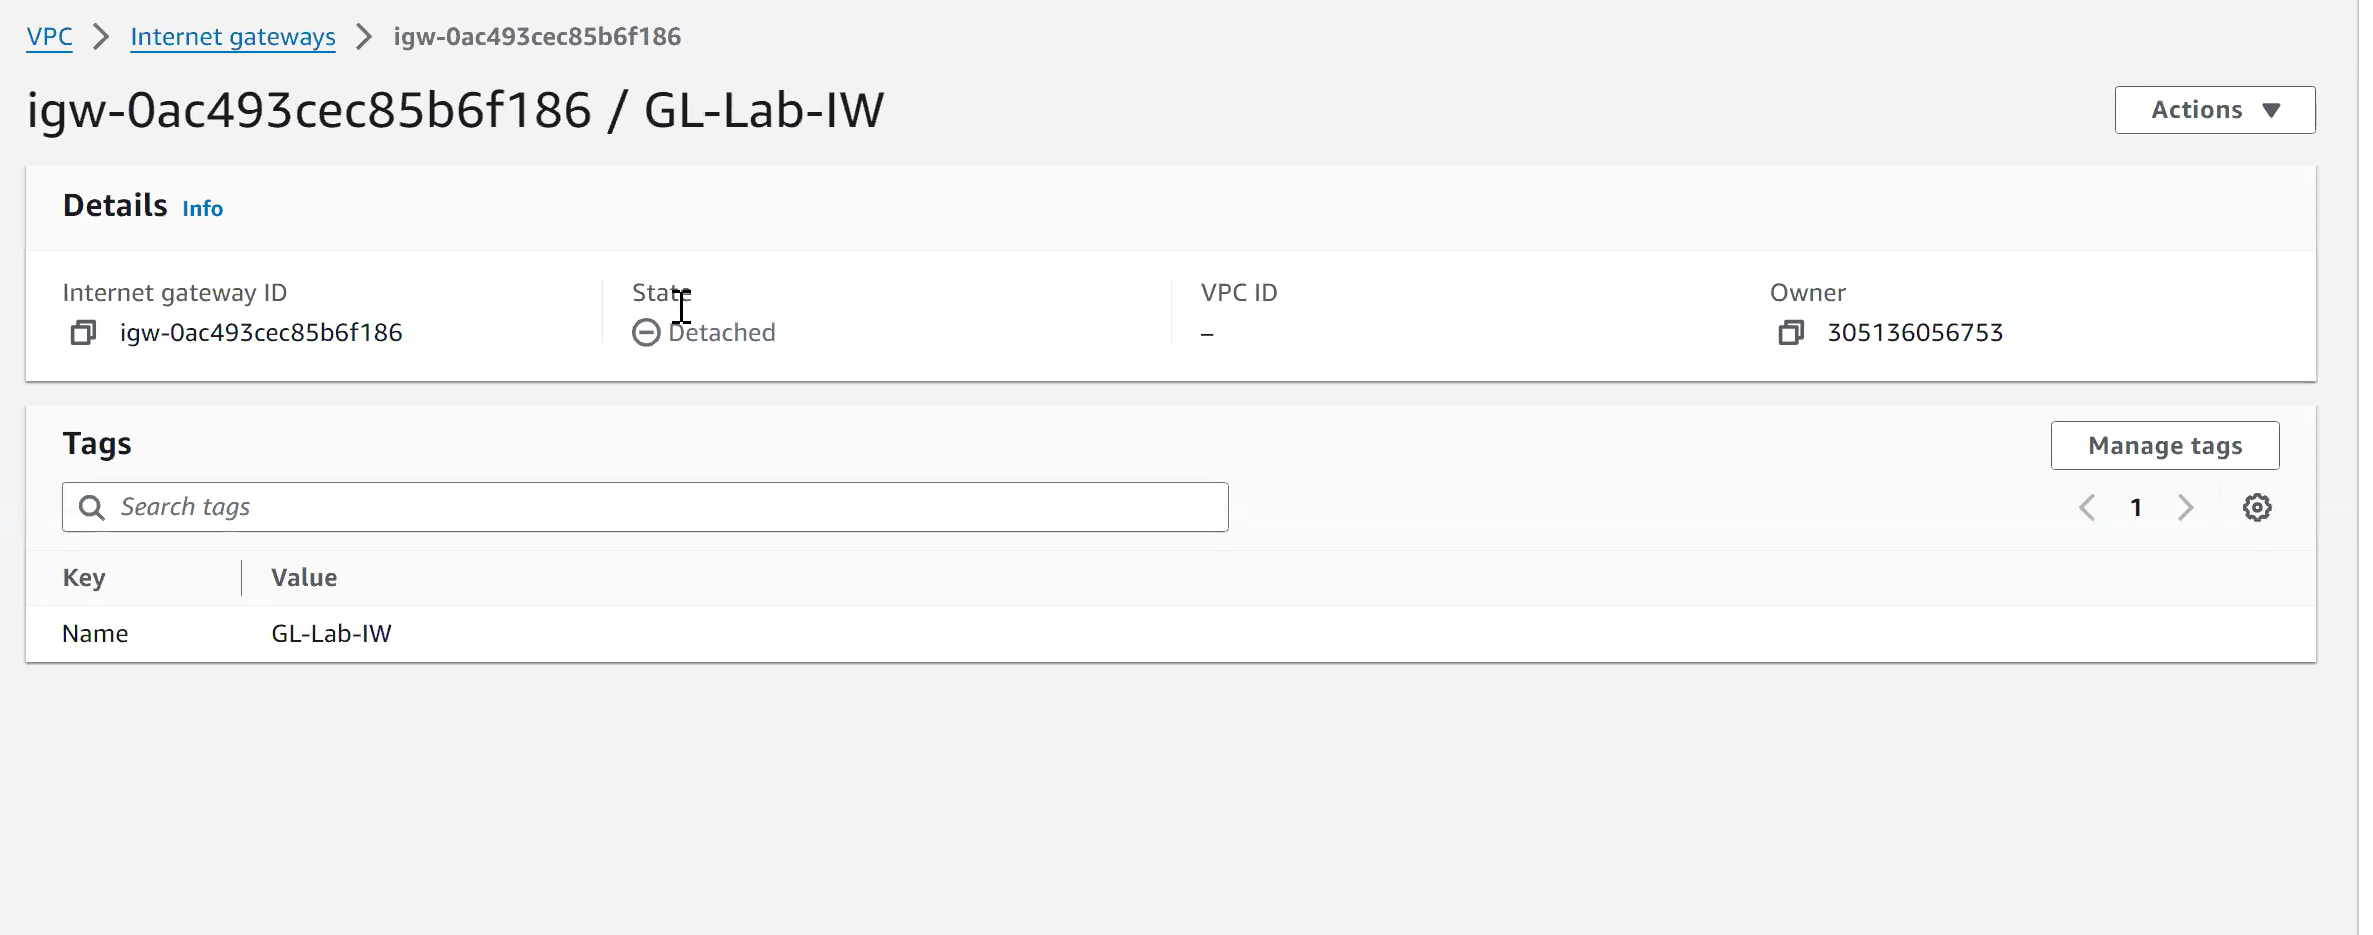 VPC > Internet gateways > igw-0ac493cec85b6f186
igw-0ac493cec85b6f186 / GL-Lab-IW
Actions
Details Info
Internet gateway ID
igw-0ac493cec85b6f186
State
Detached
VPC ID
–
Owner
305136056753
Tags
Manage tags
Search tags
1
Key Value
Name GL-Lab-IW